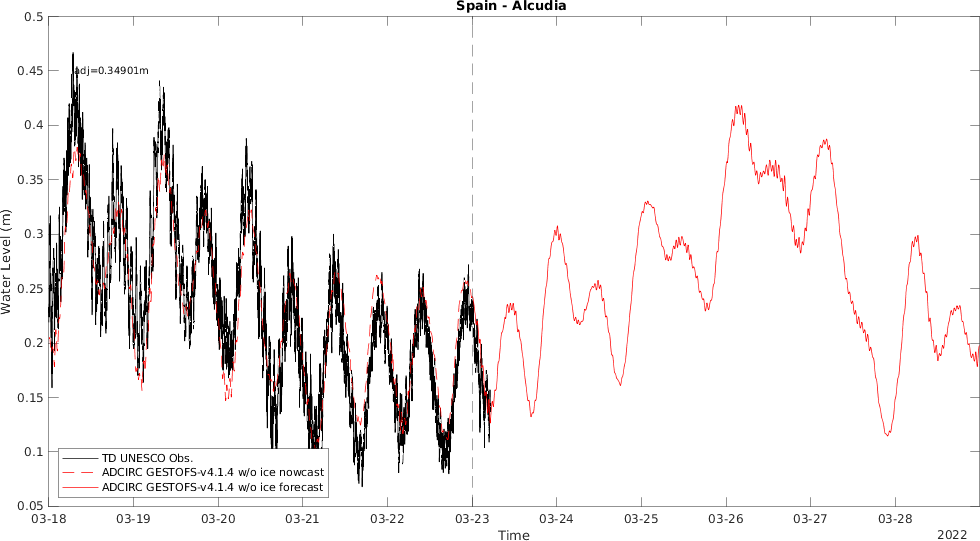 Spain - Alcudia
0.5
0.45
0.4
0.35
0.3
0.25
0.2
0.15
0.1
0.05
Water Level (m)
adj=0.34901m
TD UNESCO Obs.
ADCIRC GESTOFS-v4.1.4 w/o ice nowcast
ADCIRC GESTOFS-v4.1.4 w/o ice forecast
03-18 03-19 03-20 03-21 03-22 03-23 03-24 03-25 03-26 03-27 03-28
Time
2022